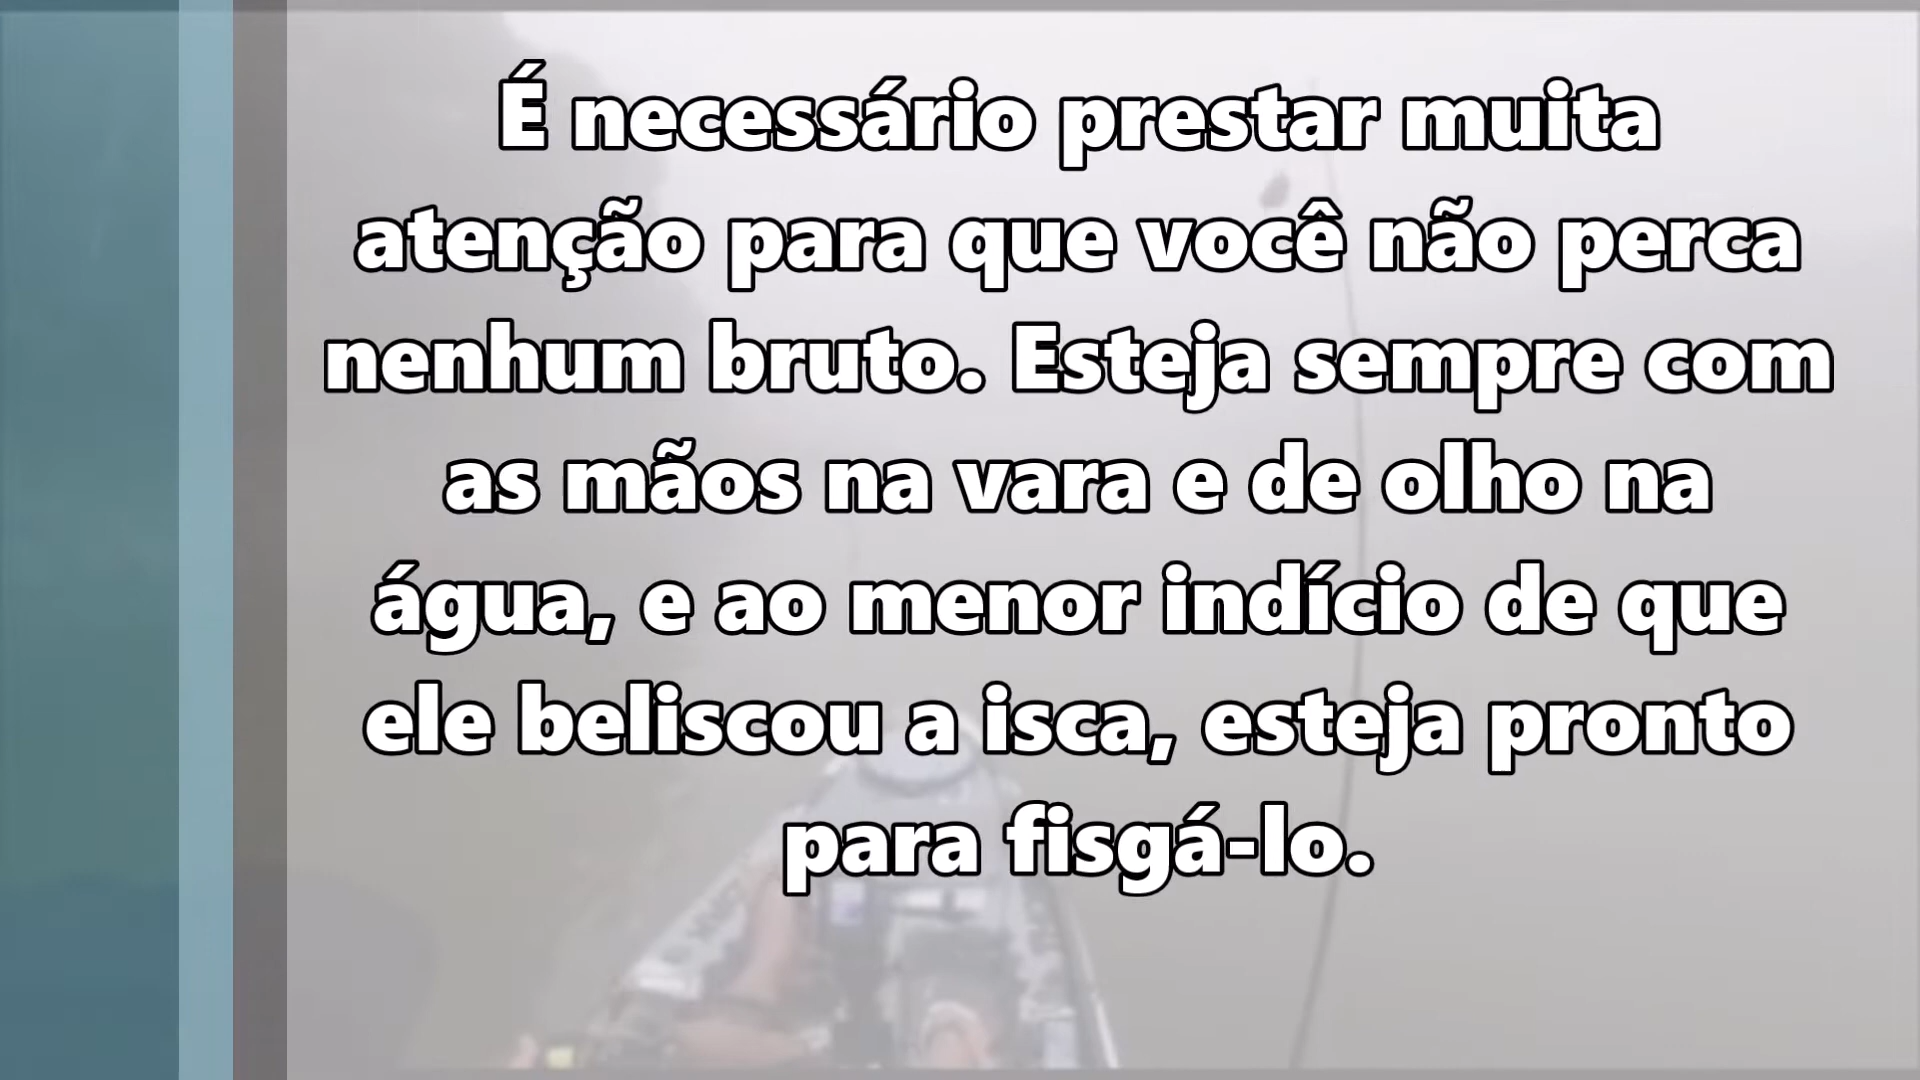 É necessário prestar muita
atenção para que você não perca
nenhum bruto. Esteja sempre com
as mãos na vara e de olho na
água, e ao menor indício de que
ele beliscou a isca, esteja pronto
para fisgá-lo.